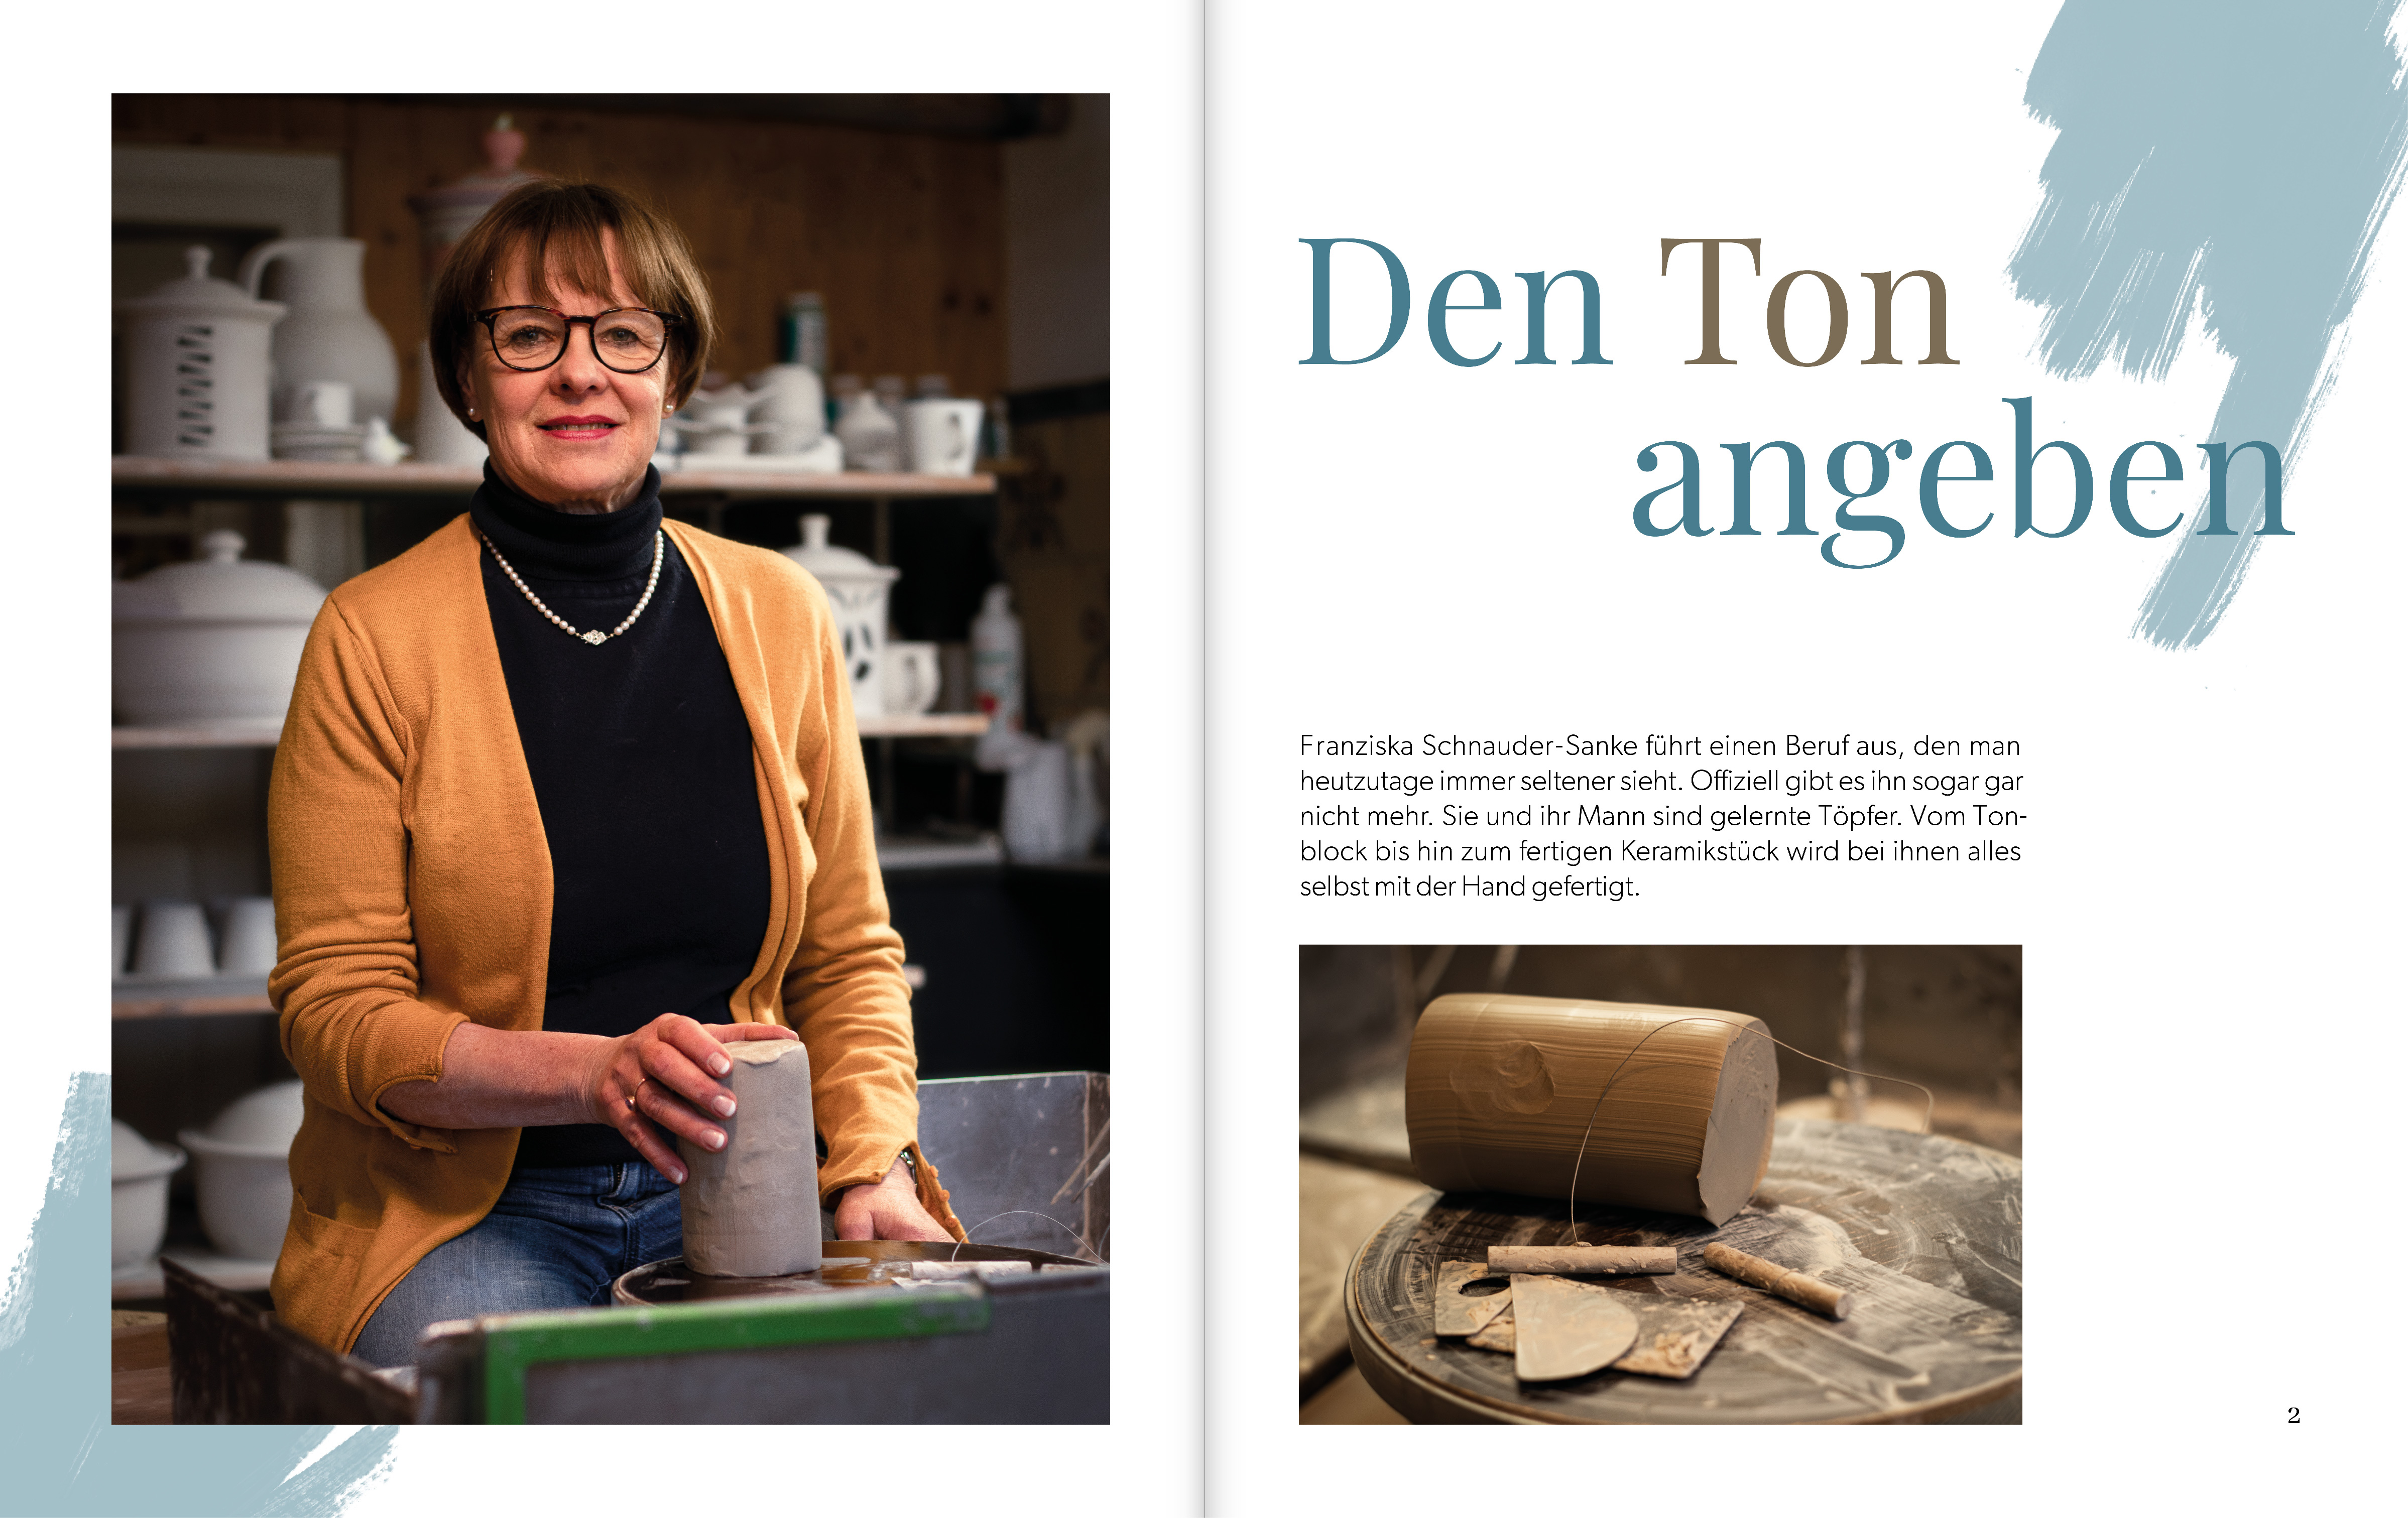 Den Ton
angeben
Franziska Schnauder-Sanke führt einen Beruf aus, den man
heutzutage immer seltener sieht. Offiziell gibt es ihn sogar gar
nicht mehr. Sie und ihr Mann sind gelernte Töpfer. Vom Ton-
block bis hin zum fertigen Keramikstück wird bei ihnen alles
selbst mit der Hand gefertigt.
2